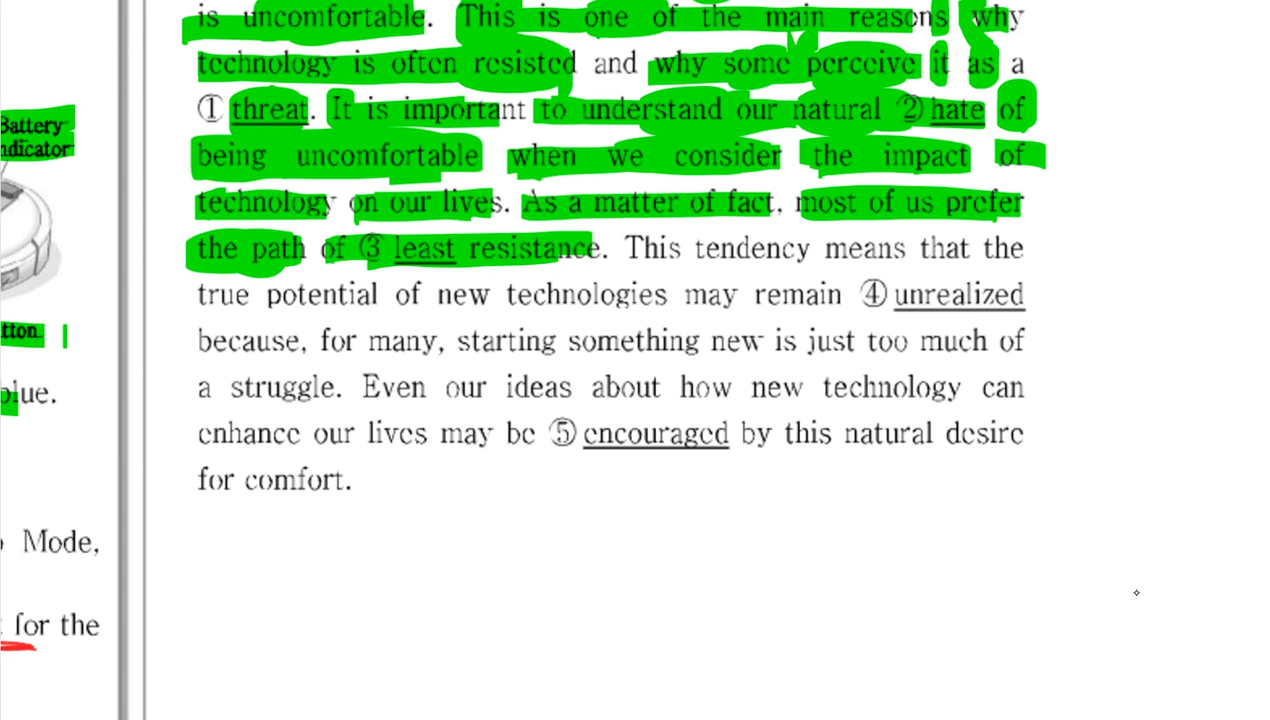 is uncomfortable. This is one of the main reasons why
technology is often resisted and why some perceive it as a
① threat. It is important to understand our natural ② hate of
being uncomfortable when we consider the impact of
technology on our lives. As a matter of fact, most of us prefer
the path of ③ least resistance. This tendency means that the
true potential of new technologies may remain ④ unrealized
because, for many, starting something new is just too much of
a struggle. Even our ideas about how new technology can
enhance our lives may be ⑤ encouraged by this natural desire
for comfort.
Battery
Indicator
tton
blue.
Mode,
for the